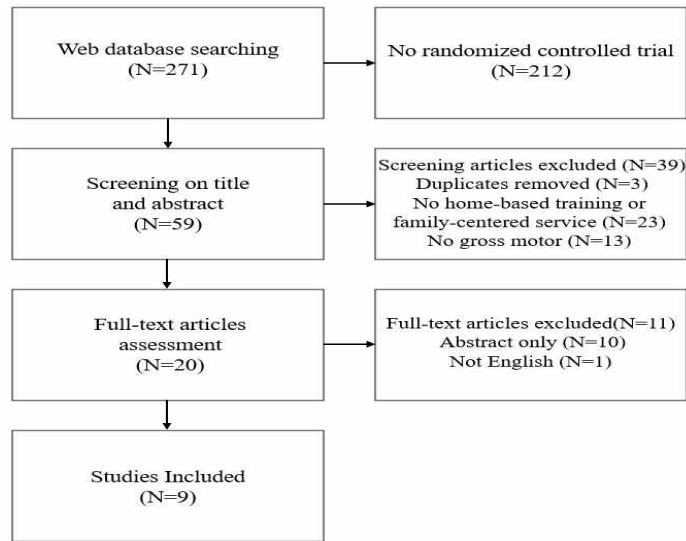 Web database searching
(N=271)
No randomized controlled trial
(N=212)
Screening on title
and abstract
(N=59)
Screening articles excluded (N=39)
Duplicates removed (N=3)
No home-based training or
family-centered service (N=23)
No gross motor (N=13)
Full-text articles
assessment
(N=20)
Full-text articles excluded(N=11)
Abstract only (N=10)
Not English (N=1)
Studies Included
(N=9)